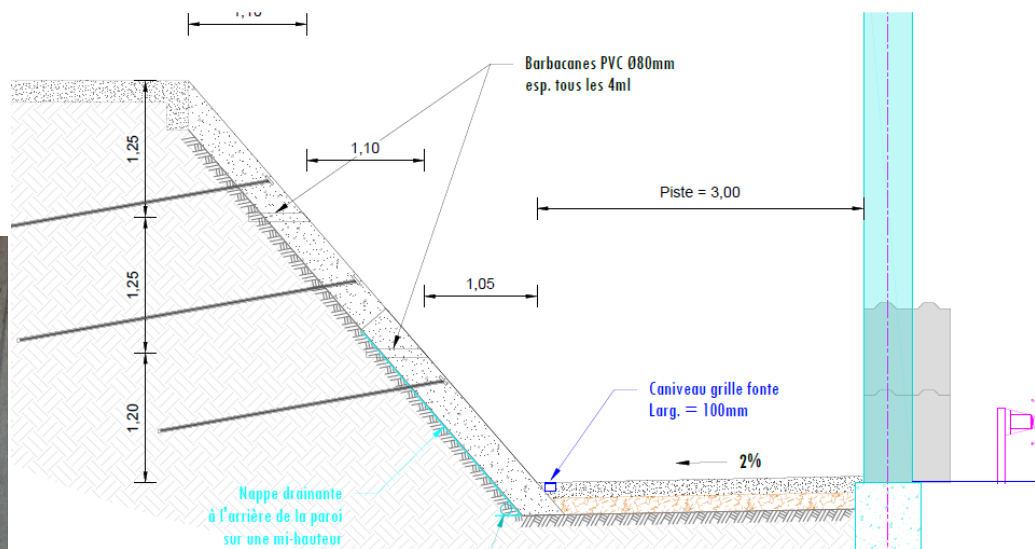 1,10
Barbacanes PVC Ø80mm
esp. tous les 4ml
1,25
1,10
Piste = 3,00
1,25
1,05
Caniveau grille fonte
Larg. = 100mm
1,20
2%
Nappe drainante
à l'arrière de la paroi
sur une mi-hauteur